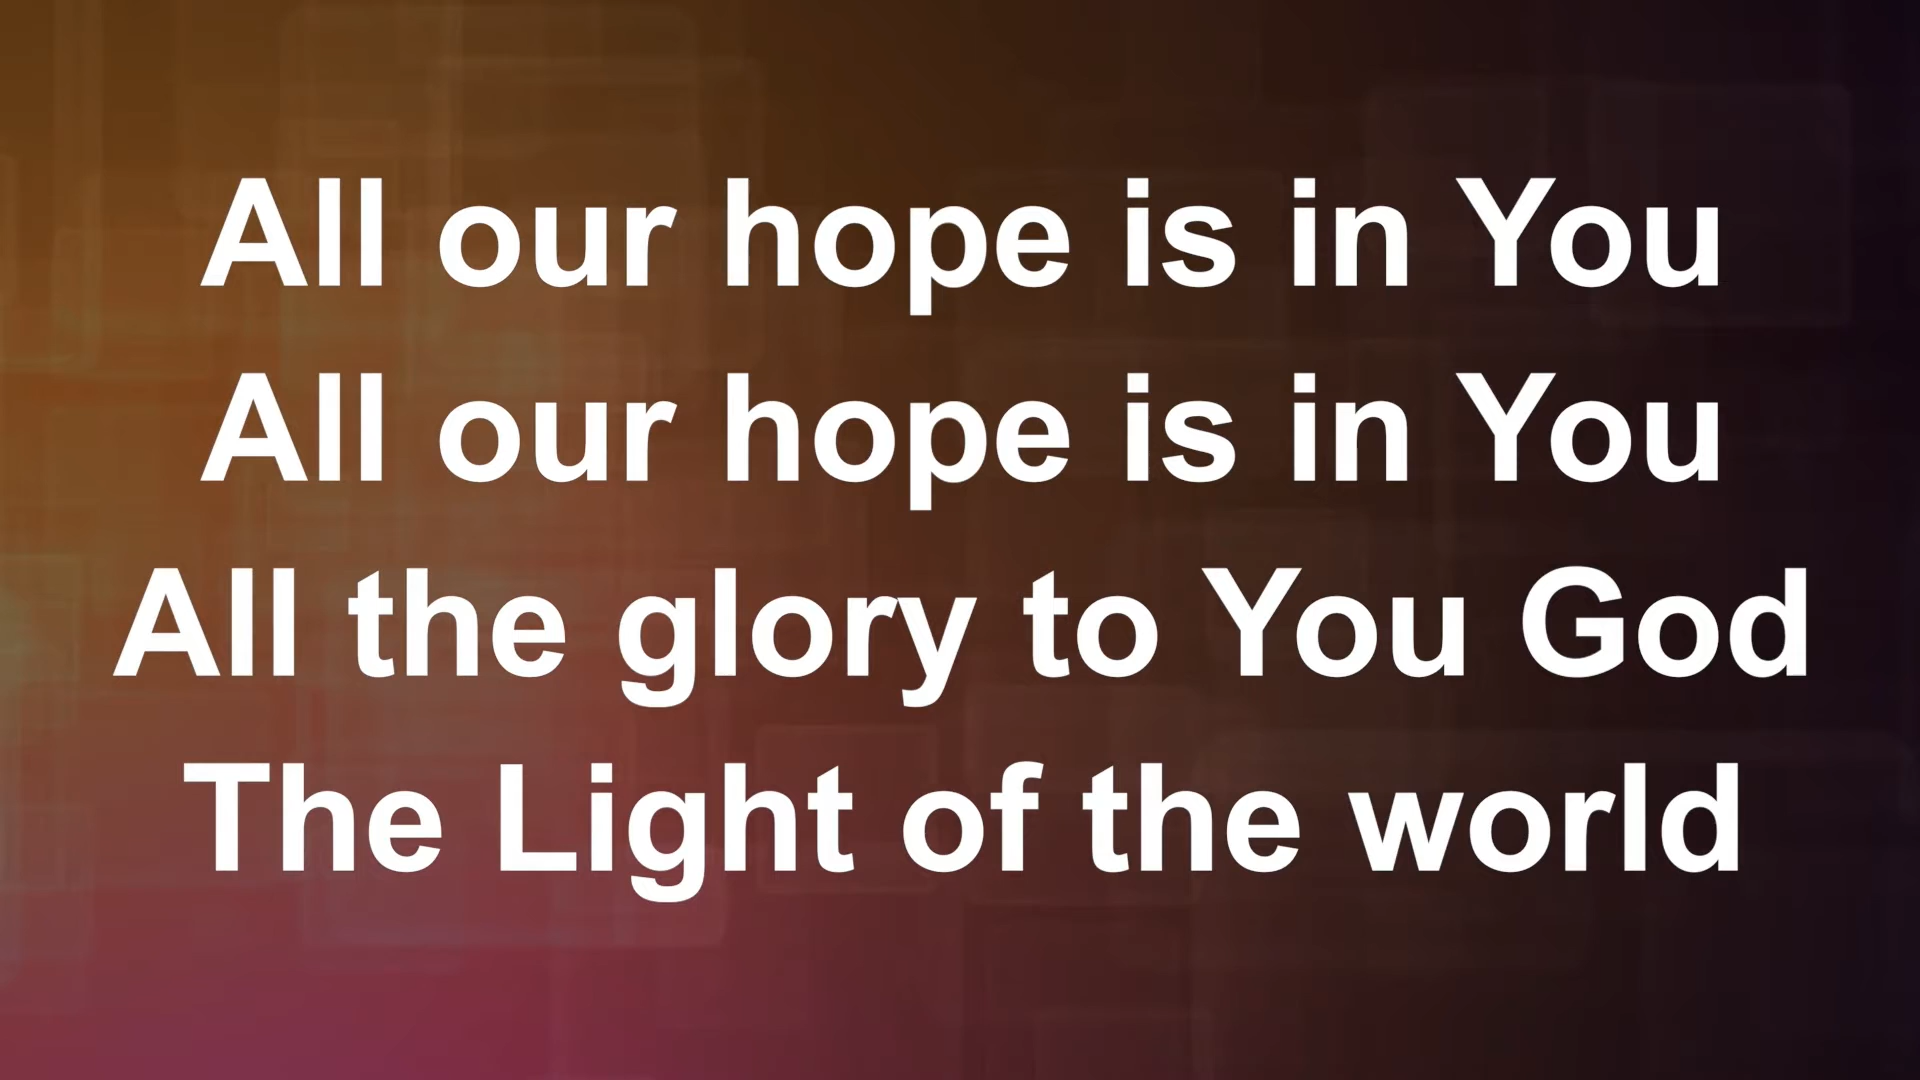 All our hope is in You
All our hope is in You
All the glory to You God
The Light of the world